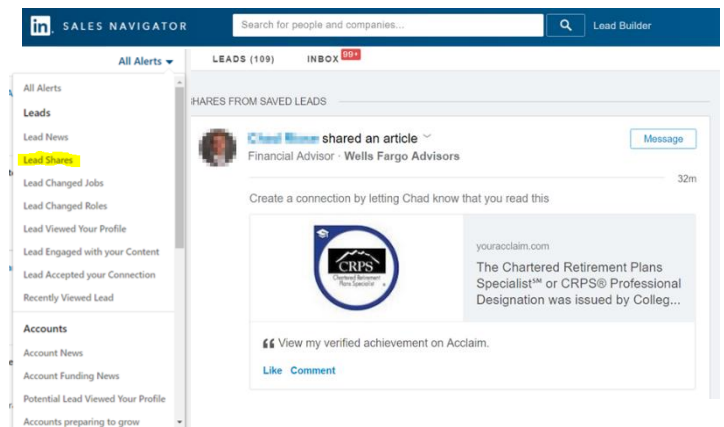 in. SALES NAVIGATOR
Search for people and companies...
Lead Builder
All Alerts
LEADS (109)
INBOX 99+
All Alerts
Leads
Lead News
Lead Shares
Lead Changed Jobs
Lead Changed Roles
Lead Viewed Your Profile
Lead Engaged with your Content
Lead Accepted your Connection
Recently Viewed Lead
Accounts
Account News
Account Funding News
Potential Lead Viewed Your Profile
Accounts preparing to grow
HARES FROM SAVED LEADS
shared an article
Message
Financial Advisor · Wells Fargo Advisors
32m
Create a connection by letting Chad know that you read this
CRPS
Chartered Retirement
Plans Specialist
youracclaim.com
The Chartered Retirement Plans
Specialist℠ or CRPS® Professional
Designation was issued by Colleg...
❝ View my verified achievement on Acclaim.
Like Comment